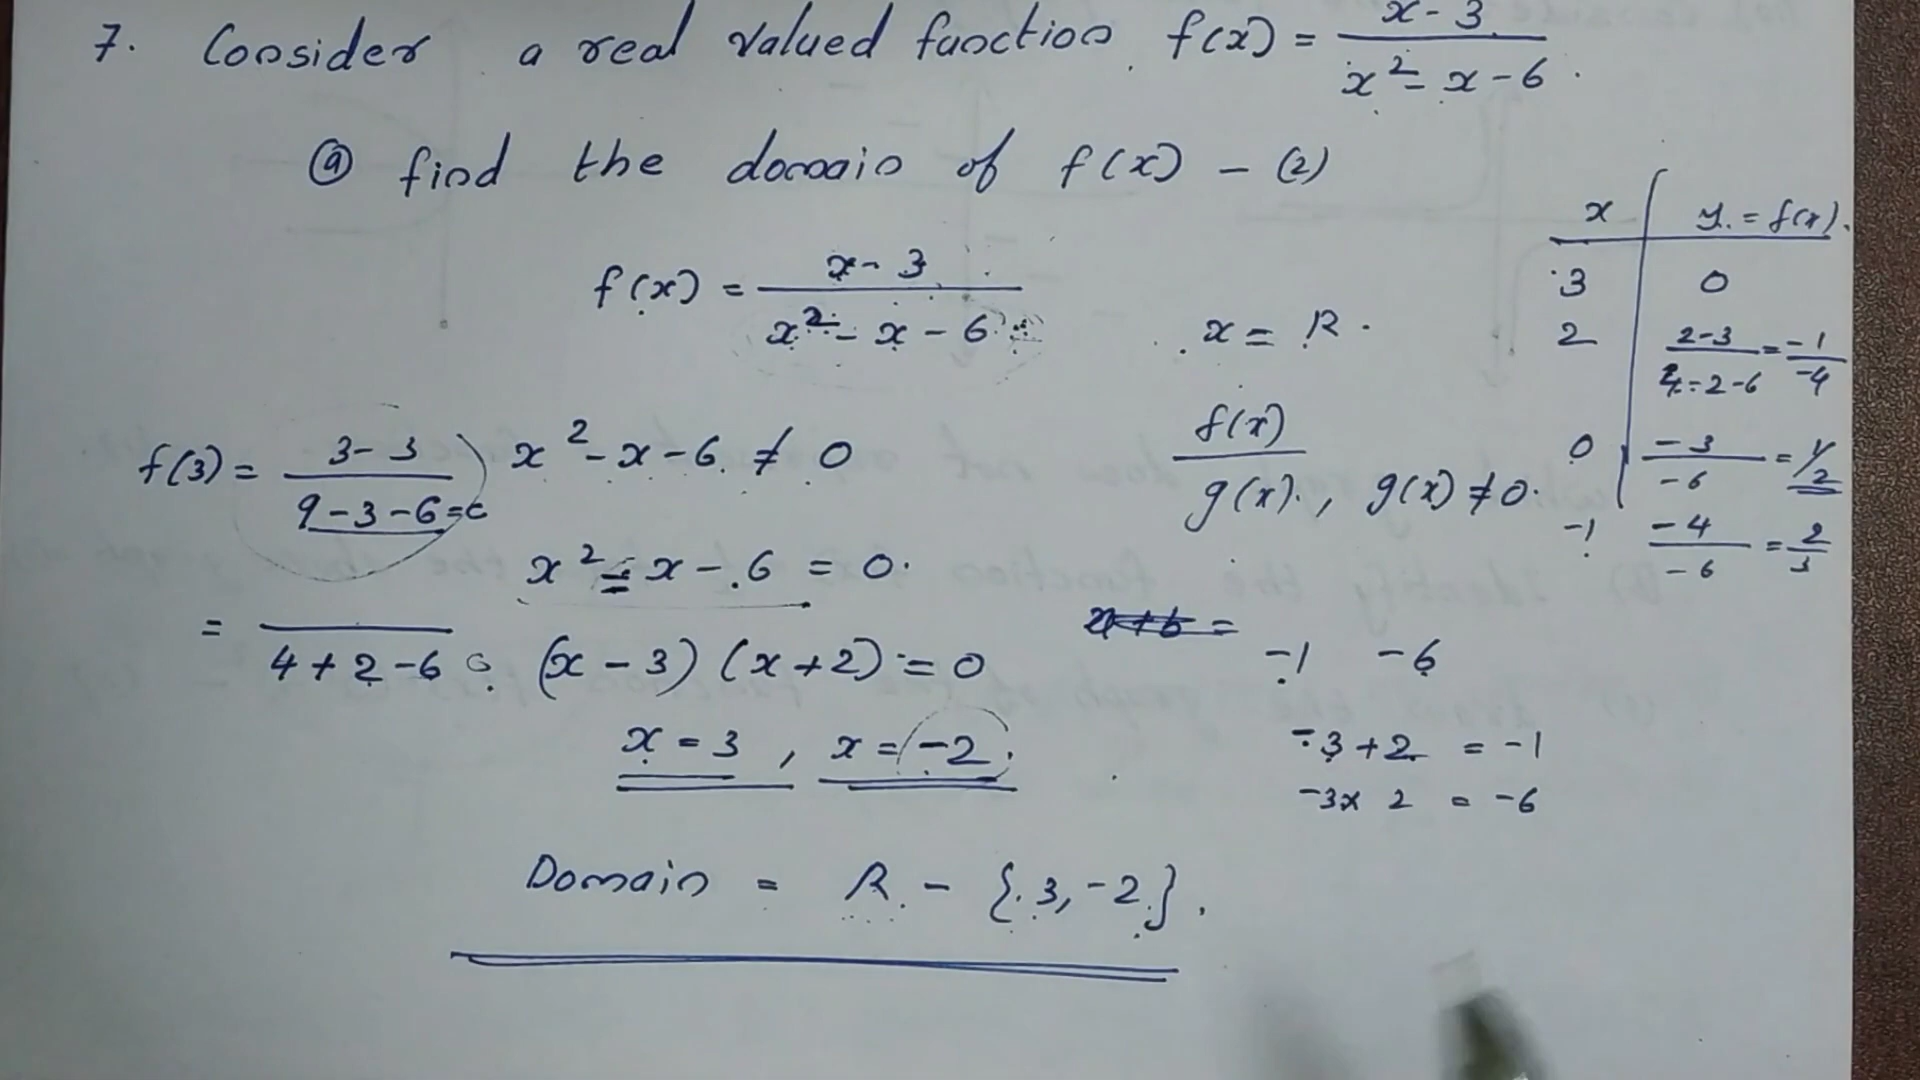 7. Consider a real valued function f(x) = x - 3 / x² - x - 6 .
ⓐ find the domain of f(x) - (2)
f(x) = x - 3 / x² - x - 6
x = R.
f(x) / g(x), g(x) ≠ 0.
x | y = f(x).
3 | 0
2 | 2-3 / 4-2-6 = -1 / -4
0 | -3 / -6 = 1/2
-1 | -4 / -6 = 2/3
f(3) = 3-3 / 9-3-6=0
x² - x - 6 ≠ 0
x² - x - 6 = 0.
= / 4+2-6 0
(x - 3) (x + 2) = 0
x = 3 , x = -2.
-1 -6
-3+2 = -1
-3x 2 = -6
Domain = R - {3, -2}.